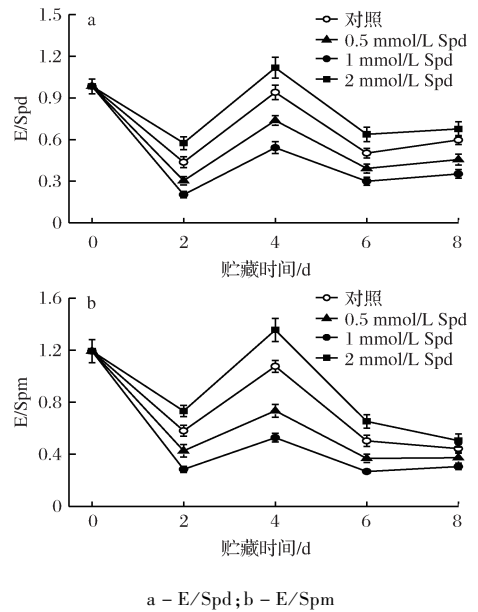 1.5
a
对照
0.5 mmol/L Spd
1 mmol/L Spd
2 mmol/L Spd
0.9
0.6
0.3
0
E/Spd
0 2 4 6 8
贮藏时间/d
1.6
b
对照
0.5 mmol/L Spd
1 mmol/L Spd
2 mmol/L Spd
1.2
0.8
0.4
0
E/Spm
0 2 4 6 8
贮藏时间/d
a - E/Spd;b - E/Spm